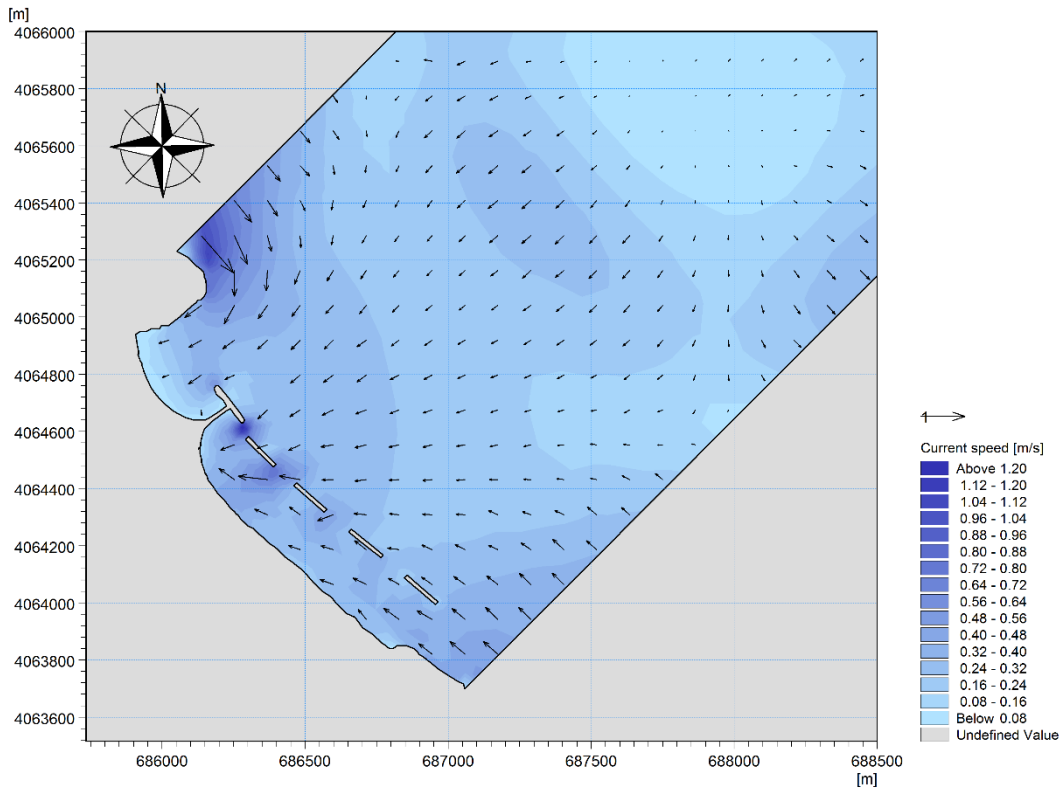 [m]
4066000
4065800
4065600
4065400
4065200
4065000
4064800
4064600
4064400
4064200
4064000
4063800
4063600
N
686000 686500 687000 687500 688000 688500
[m]
1
Current speed [m/s]
Above 1.20
1.12 - 1.20
1.04 - 1.12
0.96 - 1.04
0.88 - 0.96
0.80 - 0.88
0.72 - 0.80
0.64 - 0.72
0.56 - 0.64
0.48 - 0.56
0.40 - 0.48
0.32 - 0.40
0.24 - 0.32
0.16 - 0.24
0.08 - 0.16
Below 0.08
Undefined Value